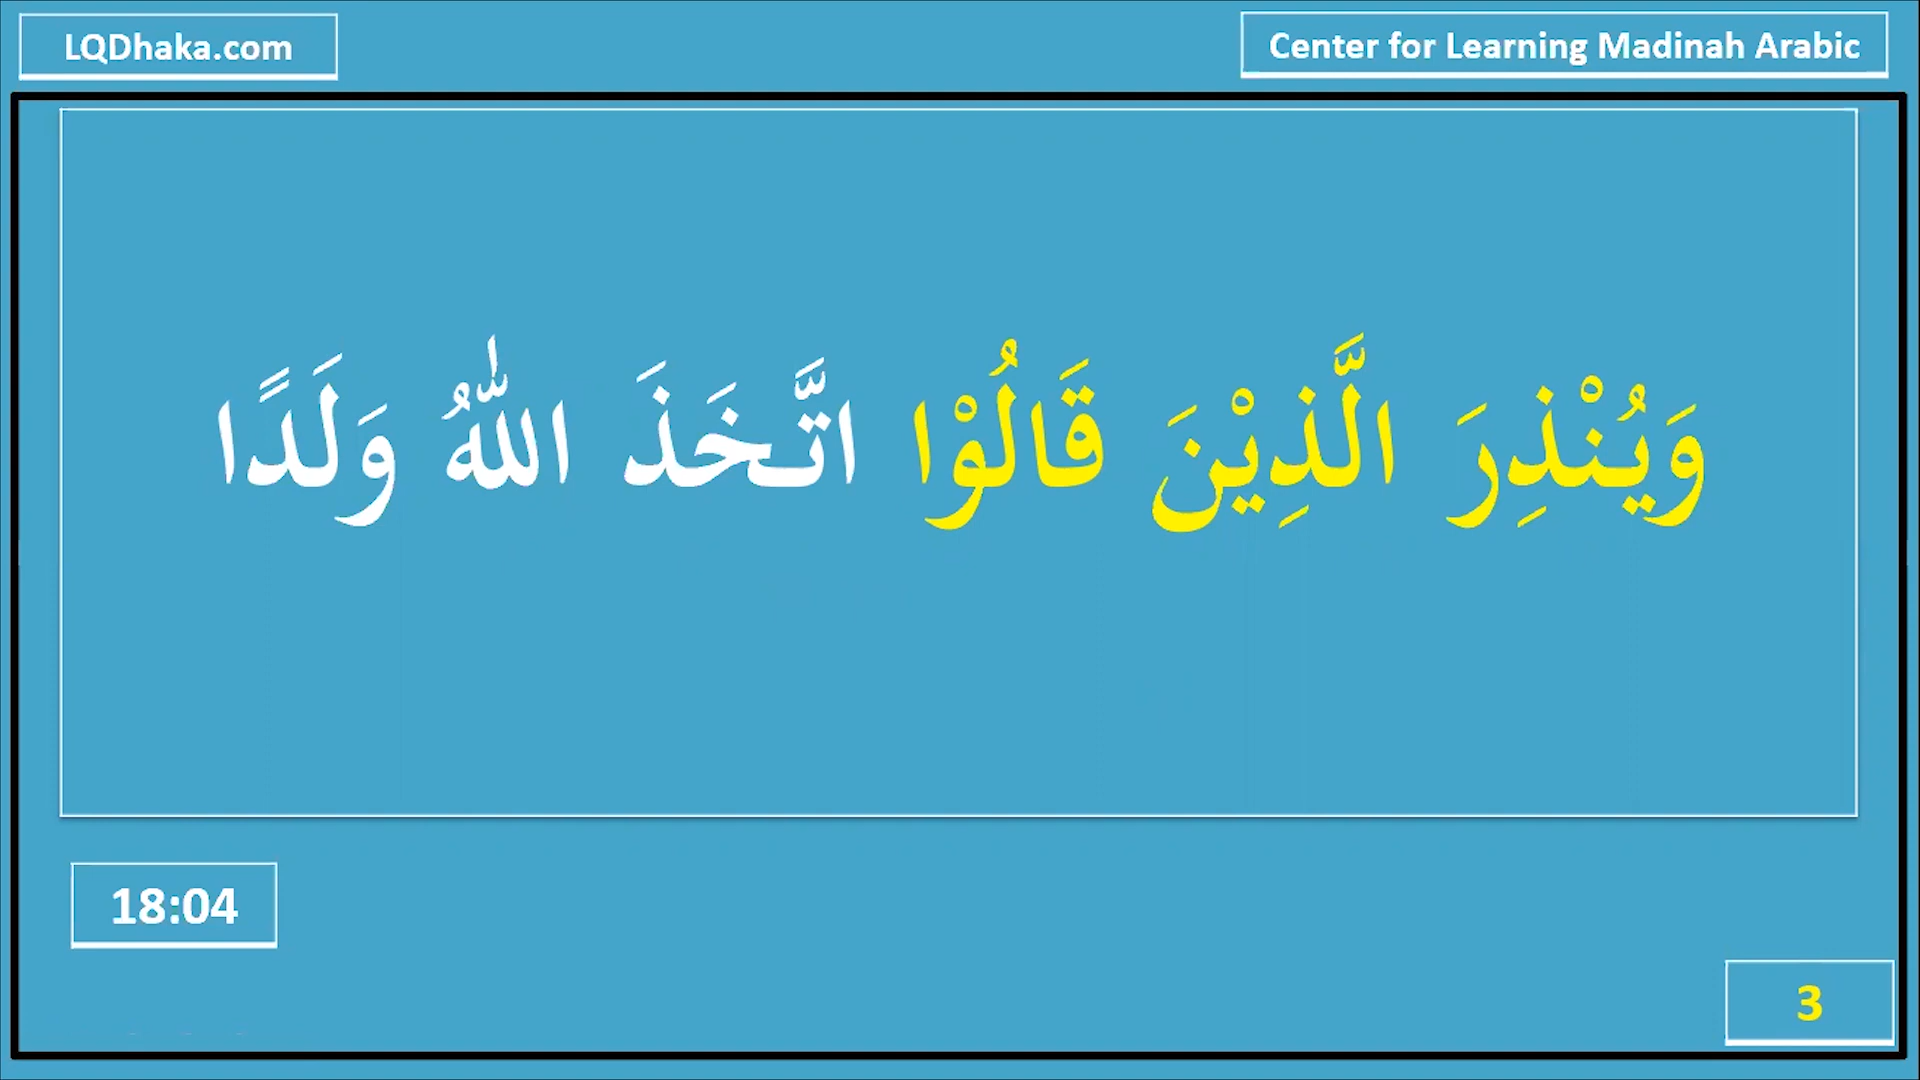 LQDhaka.com
Center for Learning Madinah Arabic
وَيُنْذِرَ الَّذِيْنَ قَالُوْا اتَّخَذَ اللّٰهُ وَلَدًا
18:04
3